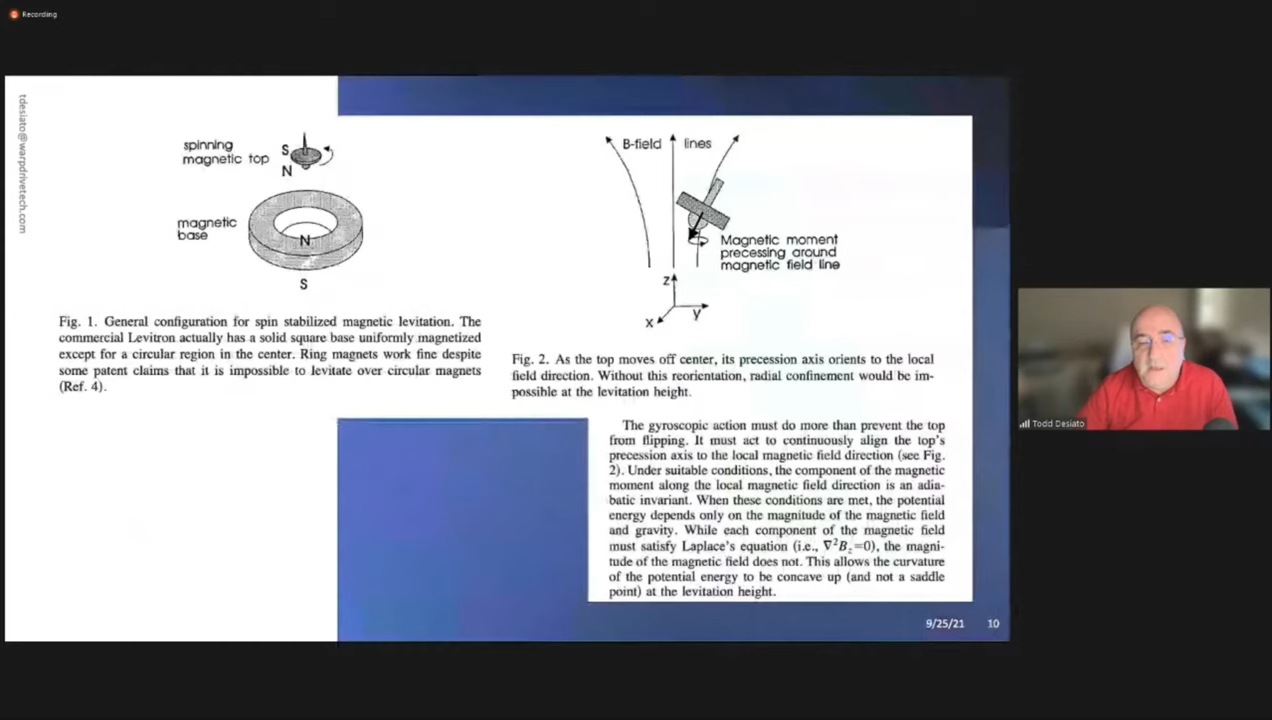 Recording
tdesiato@warpdrivetech.com
spinning
magnetic top
S
N
magnetic
base
N
S
Fig. 1. General configuration for spin stabilized magnetic levitation. The
commercial Levitron actually has a solid square base uniformly magnetized
except for a circular region in the center. Ring magnets work fine despite
some patent claims that it is impossible to levitate over circular magnets
(Ref. 4).
B-field lines
Magnetic moment
precessing around
magnetic field line
z
x
y
Fig. 2. As the top moves off center, its precession axis orients to the local
field direction. Without this reorientation, radial confinement would be im-
possible at the levitation height.
The gyroscopic action must do more than prevent the top
from flipping. It must act to continuously align the top's
precession axis to the local magnetic field direction (see Fig.
2). Under suitable conditions, the component of the magnetic
moment along the local magnetic field direction is an adia-
batic invariant. When these conditions are met, the potential
energy depends only on the magnitude of the magnetic field
and gravity. While each component of the magnetic field
must satisfy Laplace's equation (i.e., ∇²B_z=0), the magni-
tude of the magnetic field does not. This allows the curvature
of the potential energy to be concave up (and not a saddle
point) at the levitation height.
9/25/21 10
Todd Desiato